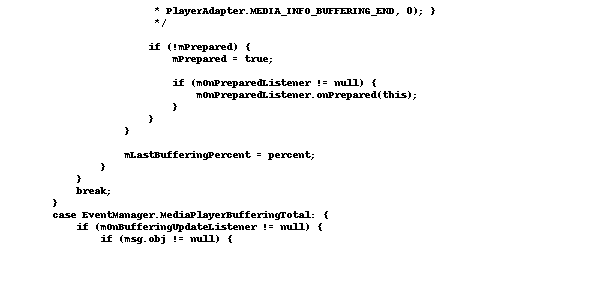 * PlayerAdapter.MEDIA_INFO_BUFFERING_END, 0); }
*/
if (!mPrepared) {
mPrepared = true;
if (mOnPreparedListener != null) {
mOnPreparedListener.onPrepared(this);
}
}
}
mLastBufferingPercent = percent;
}
}
break;
}
case EventManager.MediaPlayerBufferingTotal: {
if (mOnBufferingUpdateListener != null) {
if (msg.obj != null) {